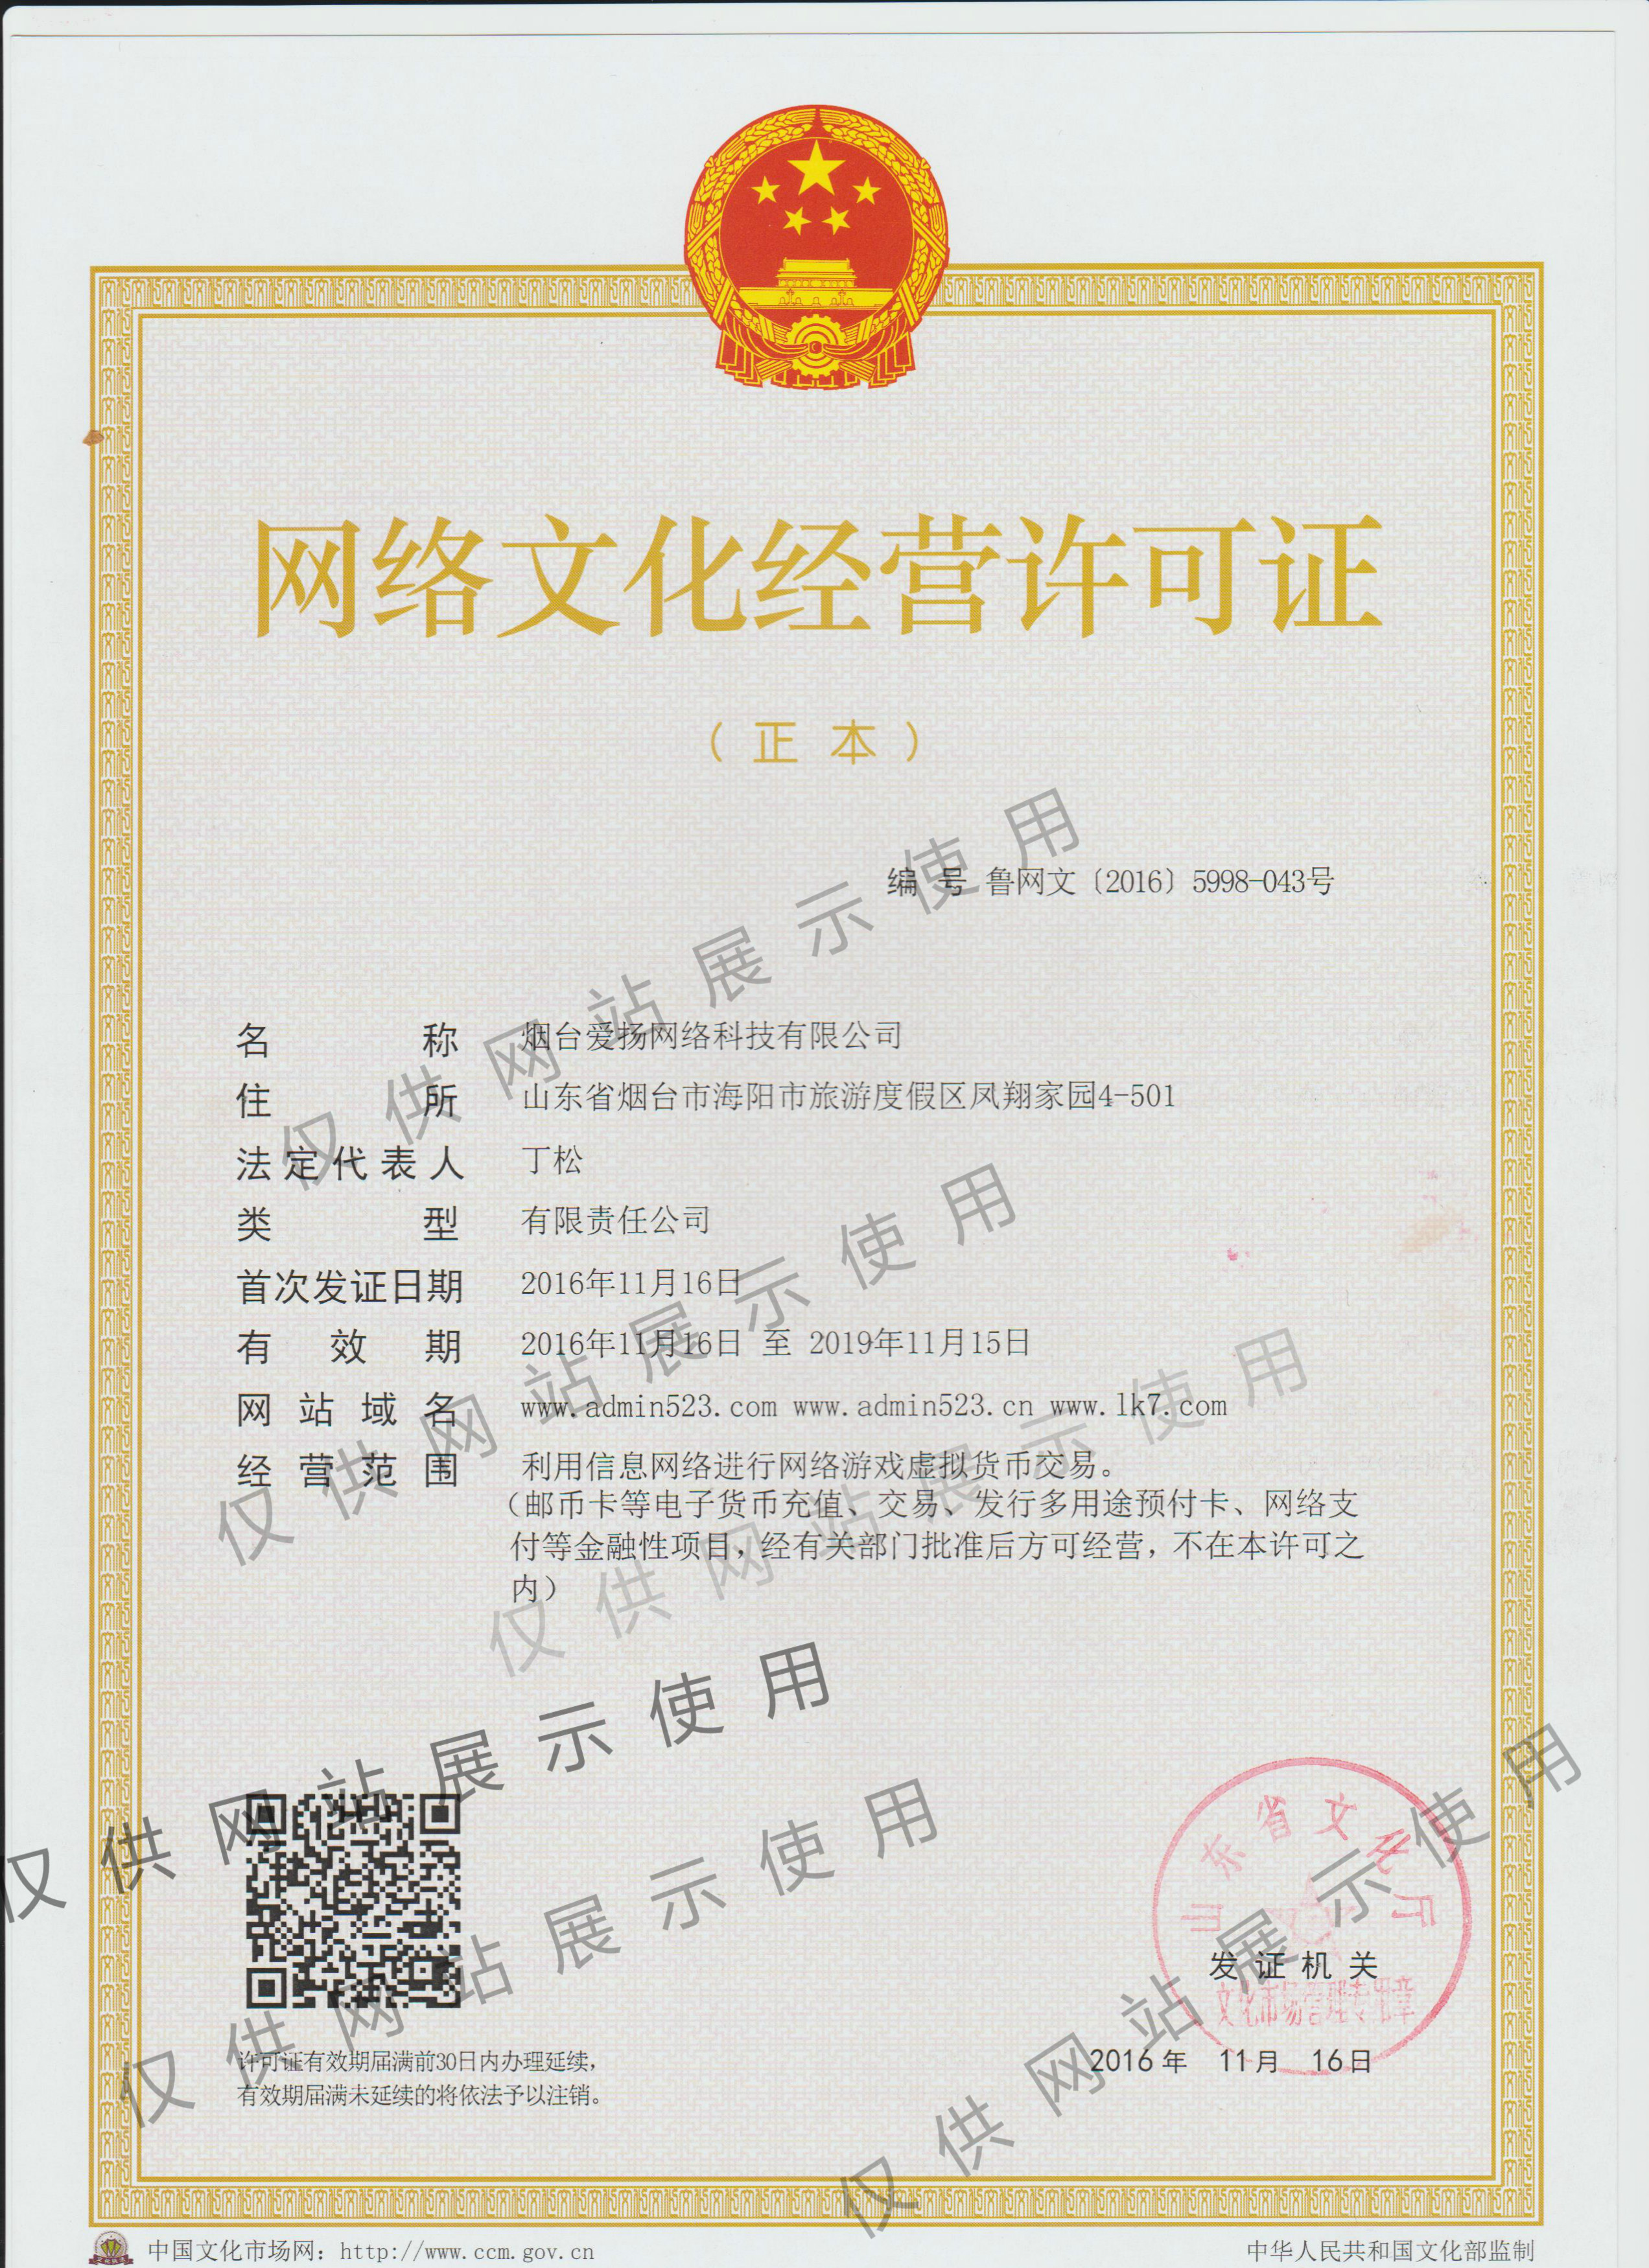 网络文化经营许可证
（正本）
编 号 鲁网文〔2016〕5998-043号
名称 烟台爱扬网络科技有限公司
住所 山东省烟台市海阳市旅游度假区凤翔家园4-501
法定代表人 丁松
类型 有限责任公司
首次发证日期 2016年11月16日
有效期 2016年11月16日 至 2019年11月15日
网站域名 www.admin523.com www.admin523.cn www.lk7.com
经营范围 利用信息网络进行网络游戏虚拟货币交易。
（邮币卡等电子货币充值、交易、发行多用途预付卡、网络支
付等金融性项目，经有关部门批准后方可经营，不在本许可之
内）
仅供网站展示使用
仅供网站展示使用
仅供网站展示使用
仅供网站展示使用
仅供网站展示使用
仅供网站展示使用
山东省文化厅
发证机关
文化市场管理专用章
2016 年 11 月 16 日
许可证有效期届满前30日内办理延续，
有效期届满未延续的将依法予以注销。
中国文化市场网：http://www.ccm.gov.cn
中华人民共和国文化部监制